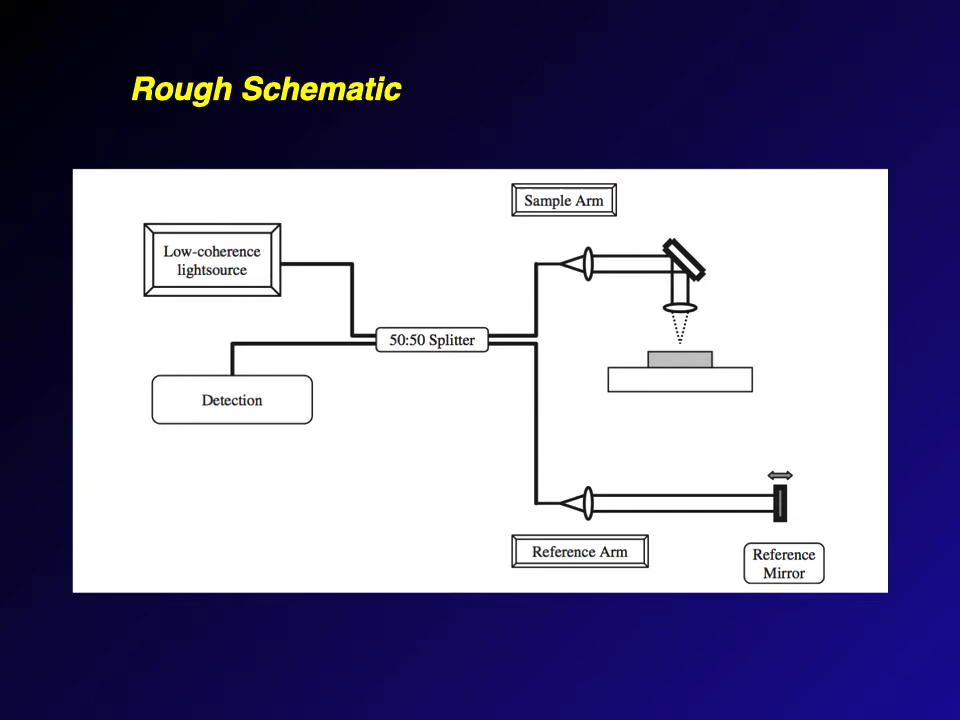 Rough Schematic
Sample Arm
Low-coherence
lightsource
50:50 Splitter
Detection
Reference Arm
Reference
Mirror